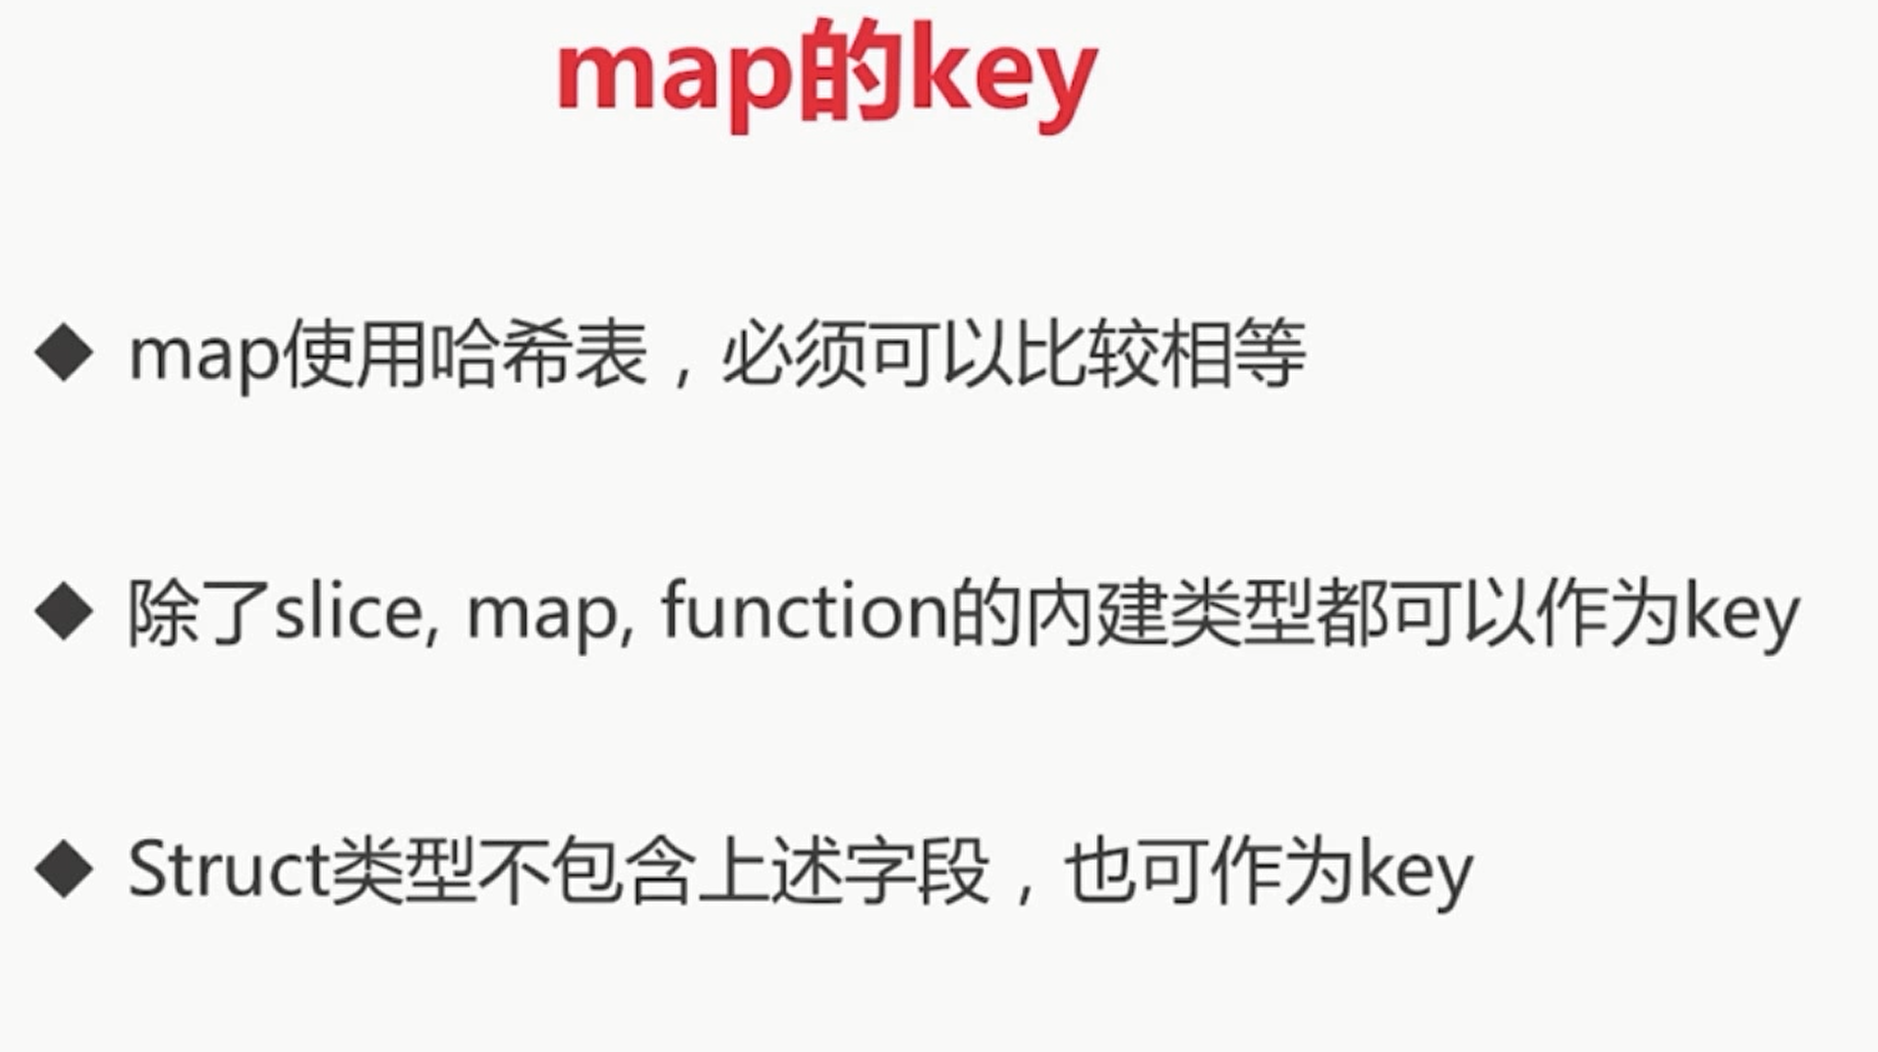 map的key
◆ map使用哈希表，必须可以比较相等
◆ 除了slice, map, function的内建类型都可以作为key
◆ Struct类型不包含上述字段，也可作为key